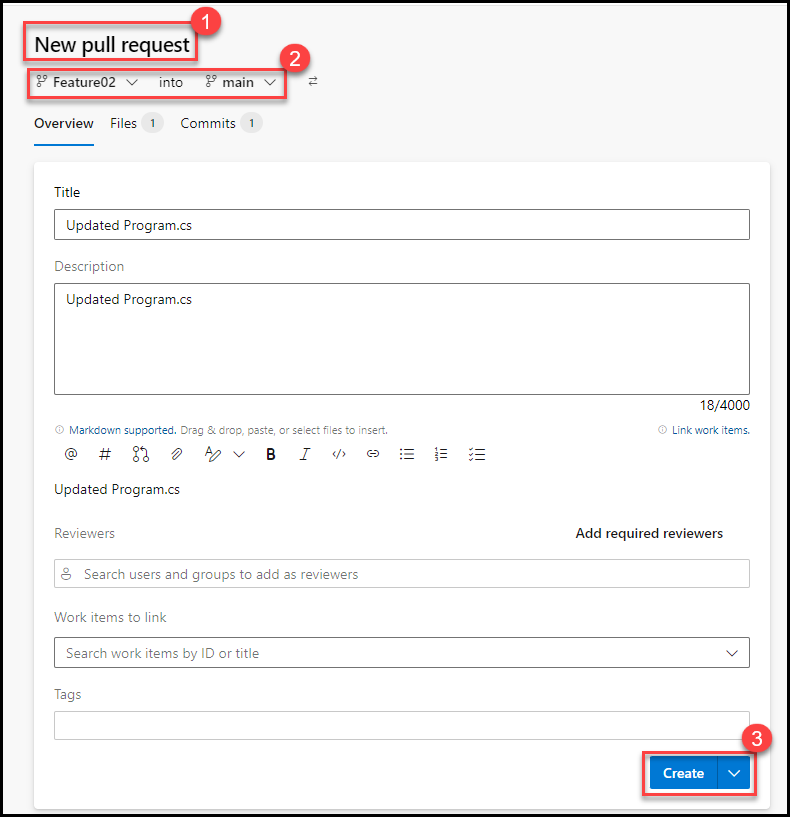 1
New pull request
2
Feature02 into main
Overview Files 1 Commits 1
Title
Updated Program.cs
Description
Updated Program.cs
18/4000
Markdown supported. Drag & drop, paste, or select files to insert. Link work items.
@ # B I </>
Updated Program.cs
Reviewers Add required reviewers
Search users and groups to add as reviewers
Work items to link
Search work items by ID or title
Tags
3
Create